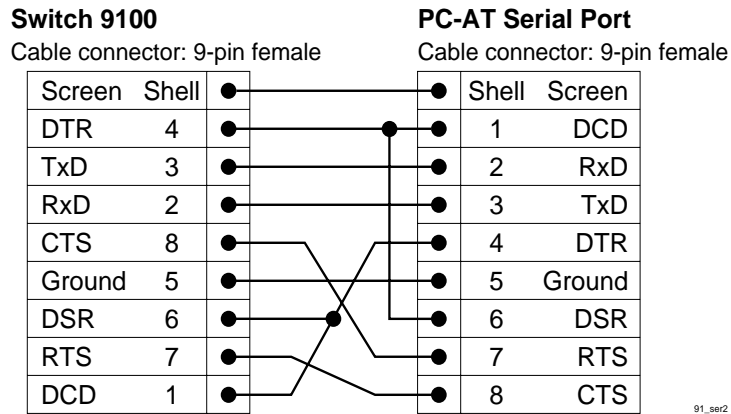 Switch 9100 PC-AT Serial Port
Cable connector: 9-pin female Cable connector: 9-pin female
Screen Shell Shell Screen
DTR 4 1 DCD
TxD 3 2 RxD
RxD 2 3 TxD
CTS 8 4 DTR
Ground 5 5 Ground
DSR 6 6 DSR
RTS 7 7 RTS
DCD 1 8 CTS
91_ser2